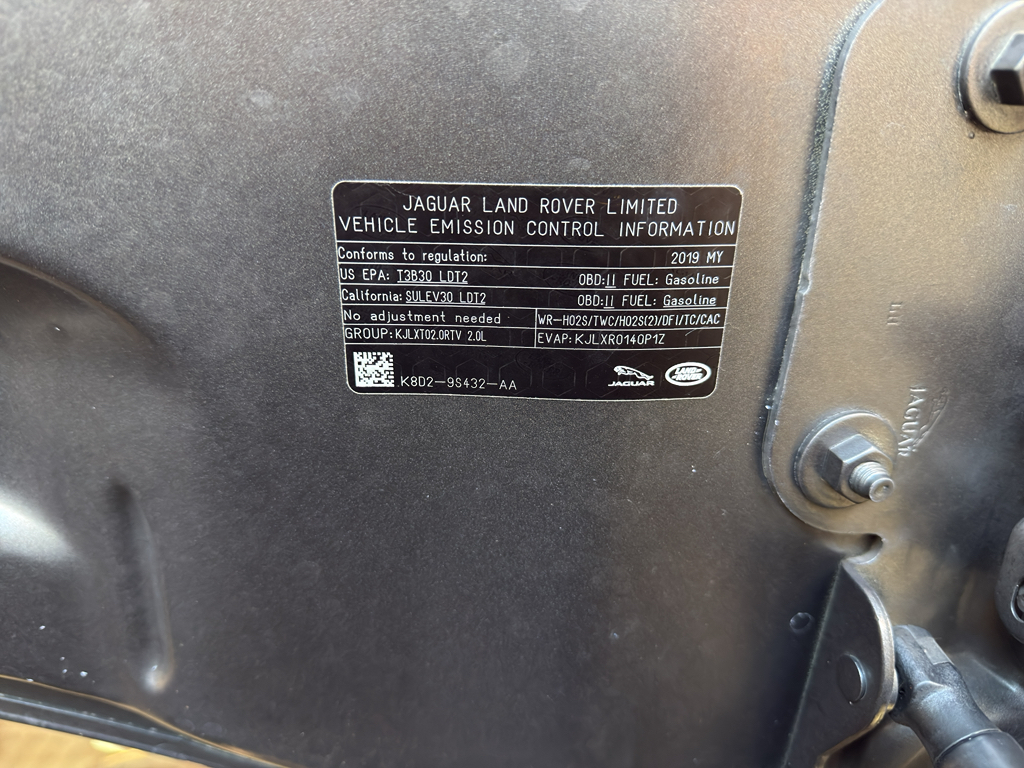 JAGUAR LAND ROVER LIMITED
VEHICLE EMISSION CONTROL INFORMATION
Conforms to regulation: 2019 MY
US EPA: T3B30 LDT2 OBD:II FUEL: Gasoline
California: SULEV30 LDT2 OBD:II FUEL: Gasoline
No adjustment needed WR-HO2S/TWC/HO2S(2)/DFI/TC/CAC
GROUP: KJLXT02.0RTV 2.0L EVAP: KJLXR0140P1Z
K8D2-9S432-AA
JAGUAR
LAND-
-ROVER
JAGUAR